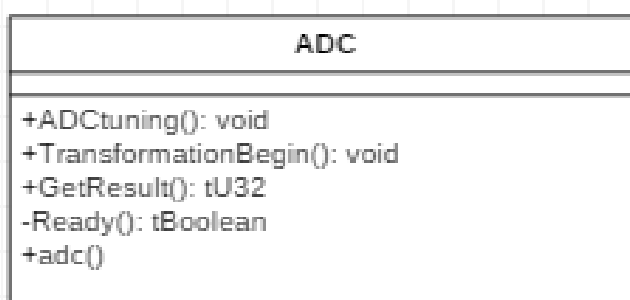 ADC
+ADCtuning(): void
+TransformationBegin(): void
+GetResult(): tU32
-Ready(): tBoolean
+adc()